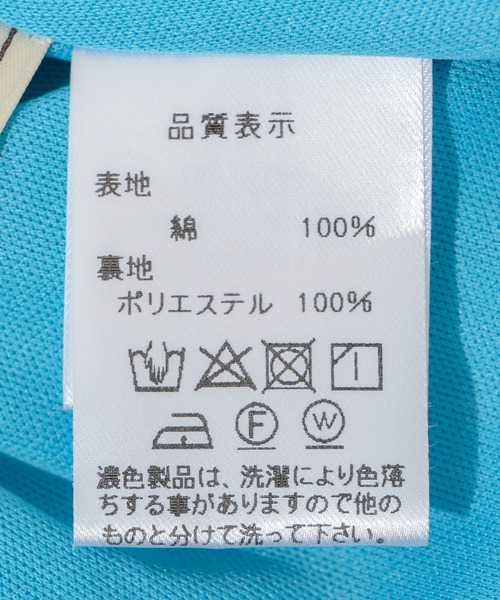 品質表示
表地
綿 100%
裏地
ポリエステル 100%
F W
濃色製品は、洗濯により色落
ちする事がありますので他の
ものと分けて洗って下さい。